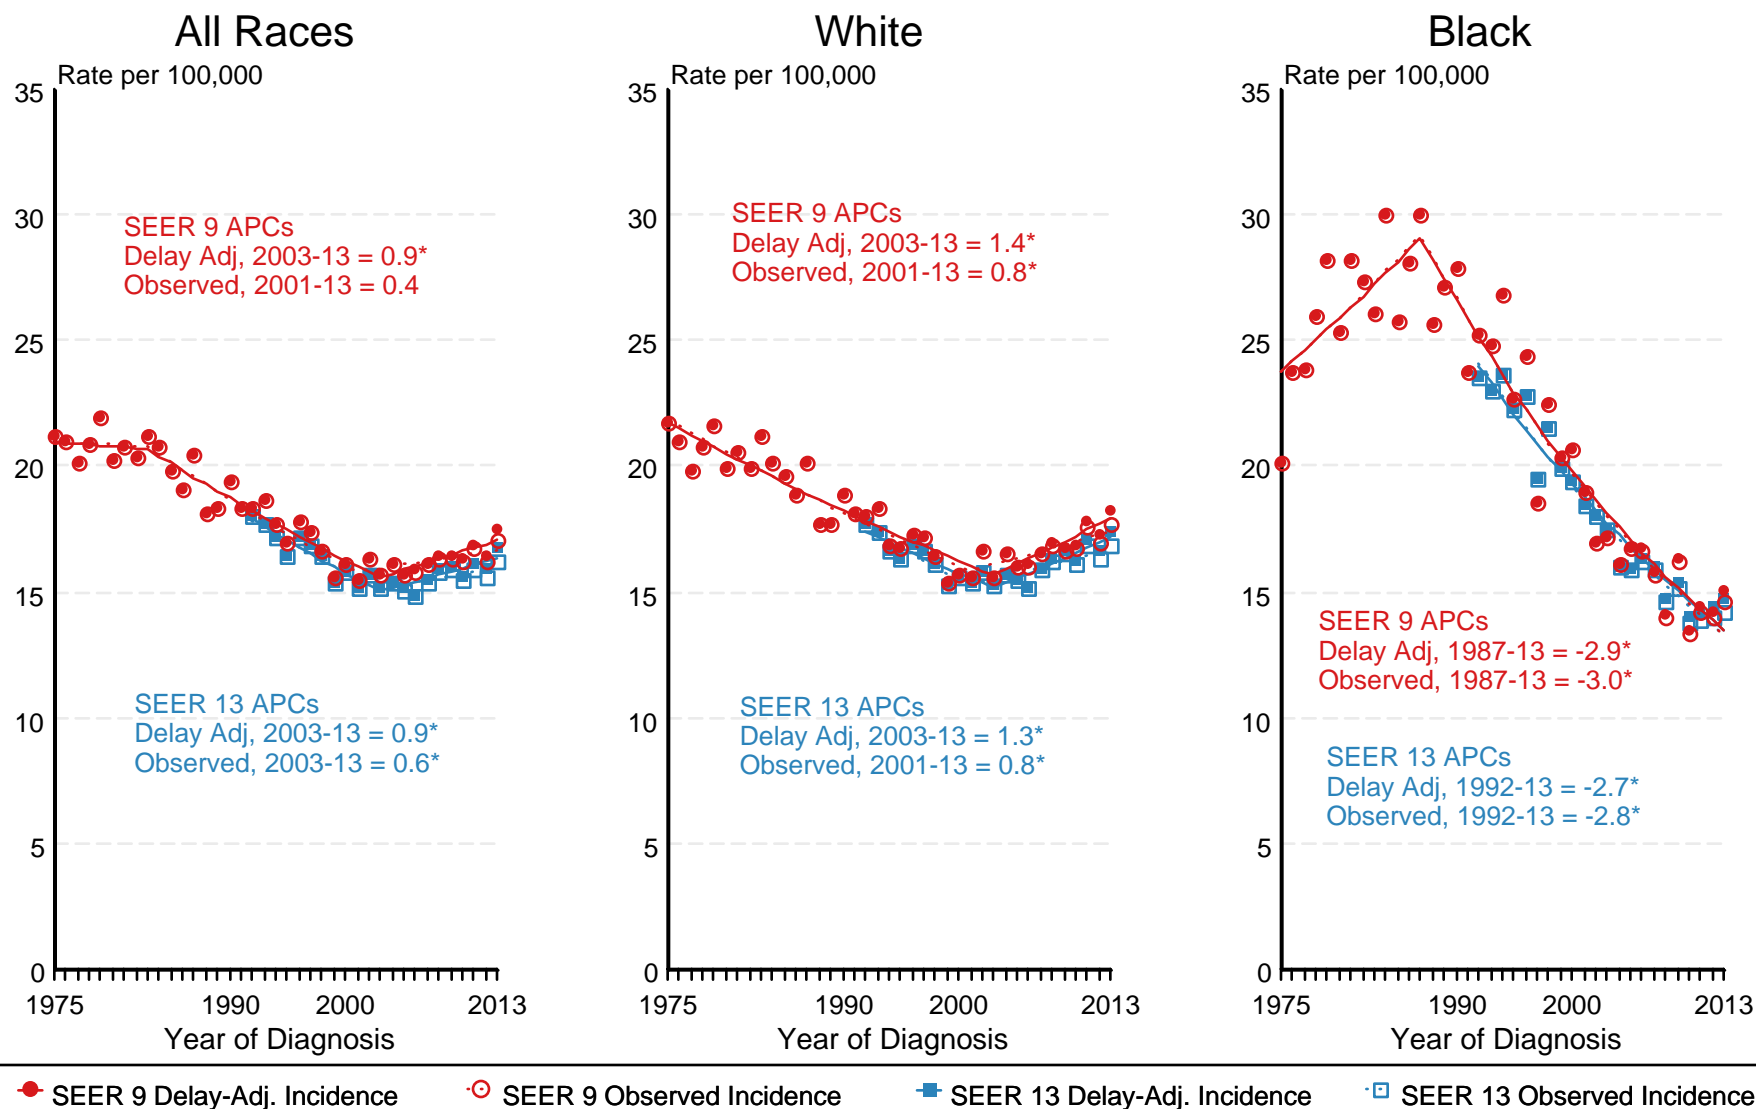 All Races
Rate per 100,000
35
30
25
20
15
10
5
0
SEER 9 APCs
Delay Adj, 2003-13 = 0.9*
Observed, 2001-13 = 0.4
SEER 13 APCs
Delay Adj, 2003-13 = 0.9*
Observed, 2003-13 = 0.6*
1975 1990 2000 2013
Year of Diagnosis
White
Rate per 100,000
35
30
25
20
15
10
5
0
SEER 9 APCs
Delay Adj, 2003-13 = 1.4*
Observed, 2001-13 = 0.8*
SEER 13 APCs
Delay Adj, 2003-13 = 1.3*
Observed, 2001-13 = 0.8*
1975 1990 2000 2013
Year of Diagnosis
Black
Rate per 100,000
35
30
25
20
15
10
5
0
SEER 9 APCs
Delay Adj, 1987-13 = -2.9*
Observed, 1987-13 = -3.0*
SEER 13 APCs
Delay Adj, 1992-13 = -2.7*
Observed, 1992-13 = -2.8*
1975 1990 2000 2013
Year of Diagnosis
SEER 9 Delay-Adj. Incidence SEER 9 Observed Incidence SEER 13 Delay-Adj. Incidence SEER 13 Observed Incidence